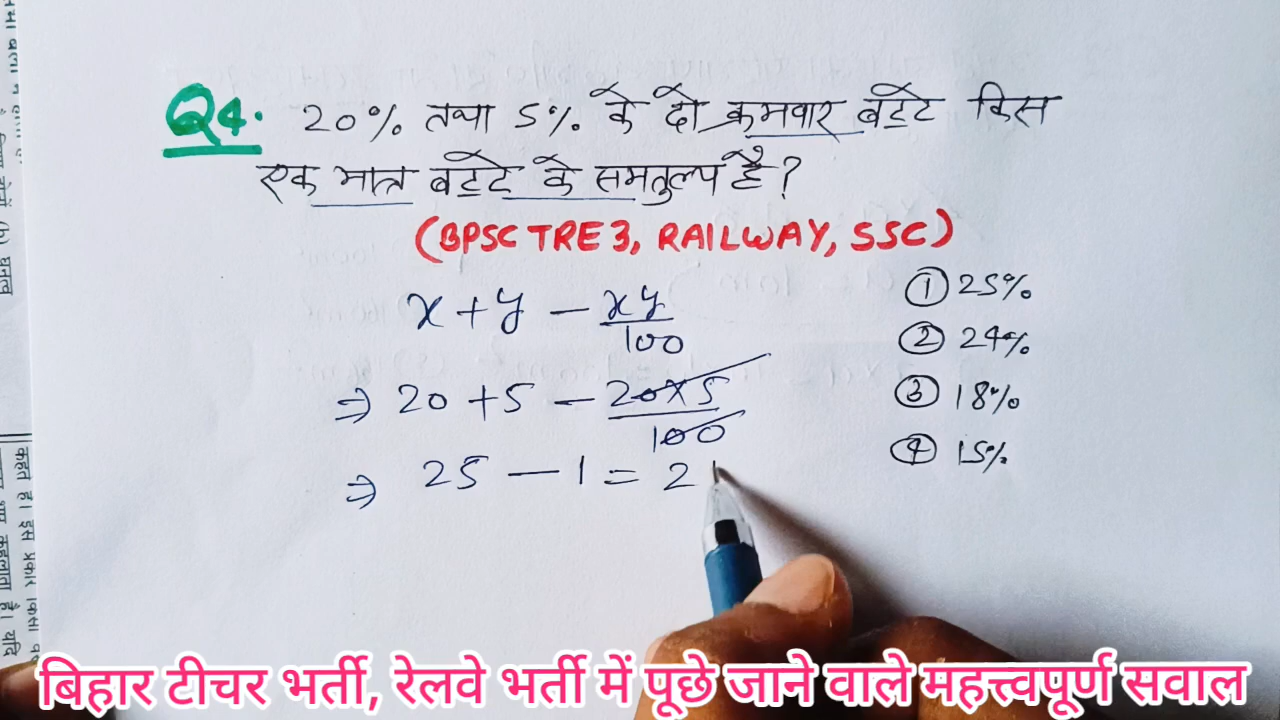 Q4. 20% तथा 5% के दो क्रमवार बट्टे किस
एक मात्र बट्टे के समतुल्य है?
(BPSC TRE 3, RAILWAY, SSC)
x + y - xy/100
⇒ 20 + 5 - 20×5/100
⇒ 25 - 1 = 2
① 25%
② 24%
③ 18%
④ 15%
बिहार टीचर भर्ती, रेलवे भर्ती में पूछे जाने वाले महत्त्वपूर्ण सवाल